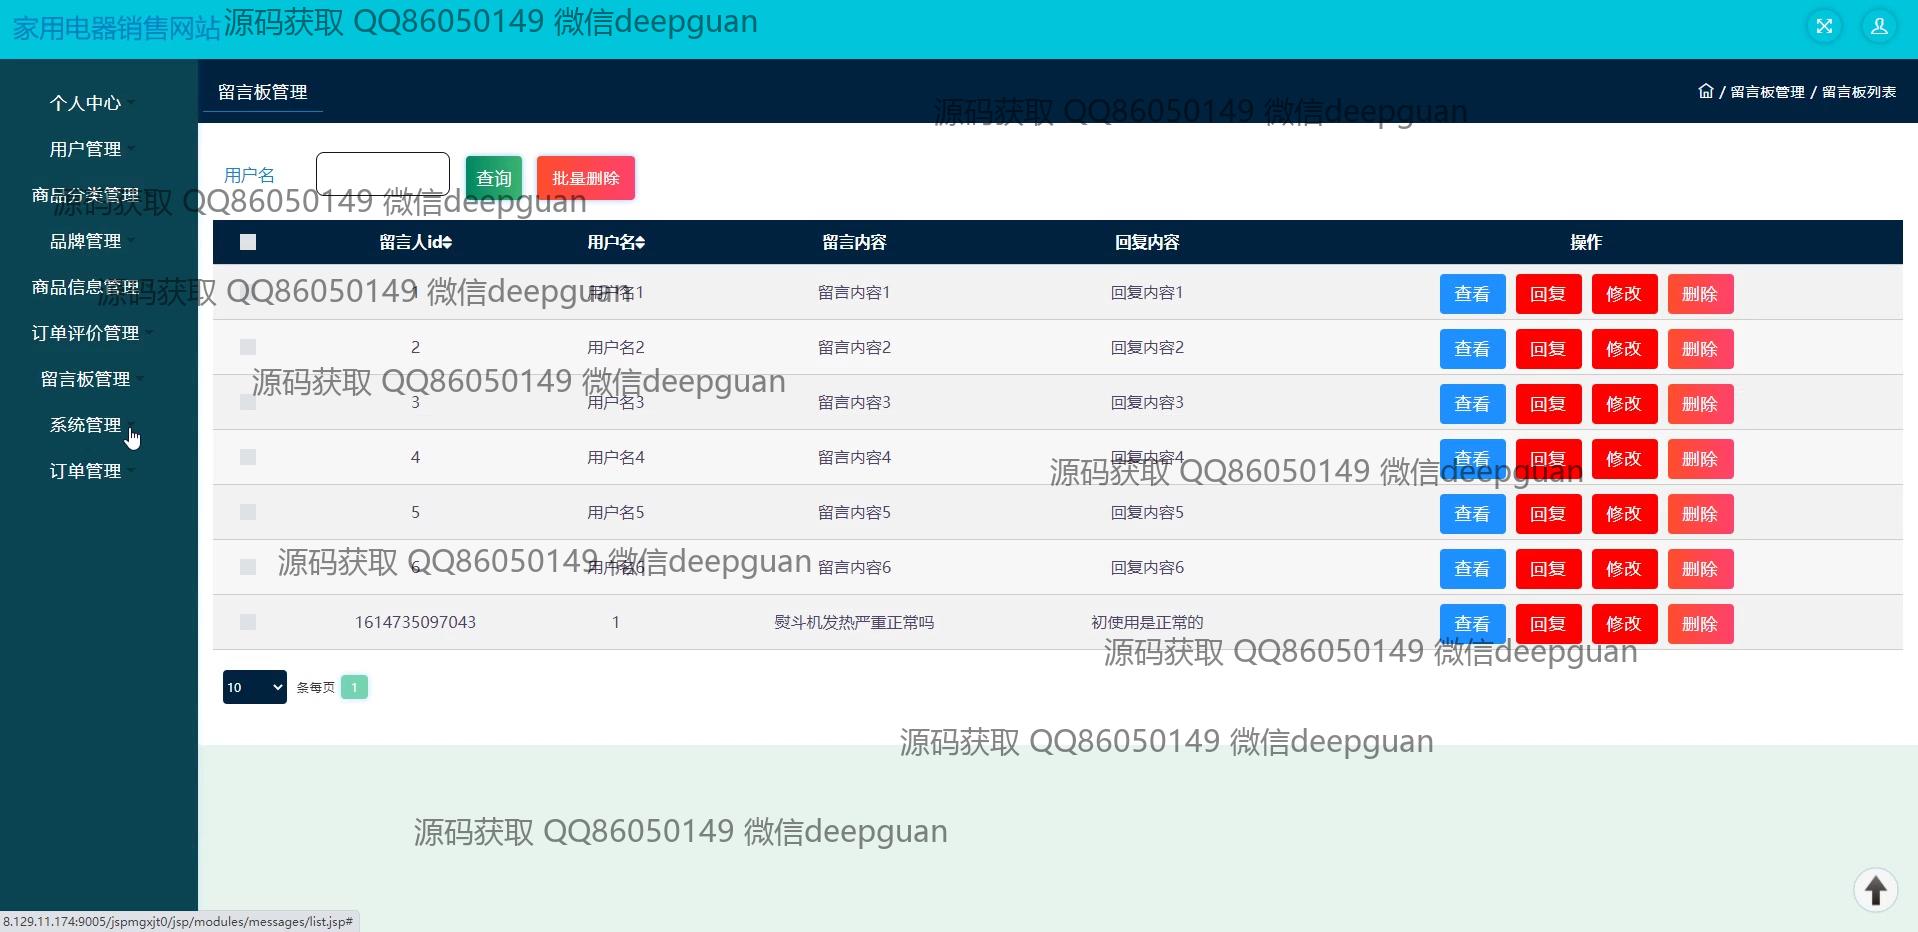 家用电器销售网站
源码获取 QQ86050149 微信deepguan
个人中心
用户管理
商品分类管理
品牌管理
商品信息管理
订单评价管理
留言板管理
系统管理
订单管理
留言板管理
/ 留言板管理 / 留言板列表
源码获取 QQ86050149 微信deepguan
用户名 查询 批量删除
源码获取 QQ86050149 微信deepguan
留言人id 用户名 留言内容 回复内容 操作
1 用户名1 留言内容1 回复内容1 查看 回复 修改 删除
源码获取 QQ86050149 微信deepguan
2 用户名2 留言内容2 回复内容2 查看 回复 修改 删除
源码获取 QQ86050149 微信deepguan
3 用户名3 留言内容3 回复内容3 查看 回复 修改 删除
4 用户名4 留言内容4 回复内容4 查看 回复 修改 删除
源码获取 QQ86050149 微信deepguan
5 用户名5 留言内容5 回复内容5 查看 回复 修改 删除
源码获取 QQ86050149 微信deepguan
6 用户名6 留言内容6 回复内容6 查看 回复 修改 删除
1614735097043 1 熨斗机发热严重正常吗 初使用是正常的 查看 回复 修改 删除
源码获取 QQ86050149 微信deepguan
10 条每页 1
源码获取 QQ86050149 微信deepguan
源码获取 QQ86050149 微信deepguan
8.129.11.174:9005/jspmgxjt0/jsp/modules/messages/list.jsp#